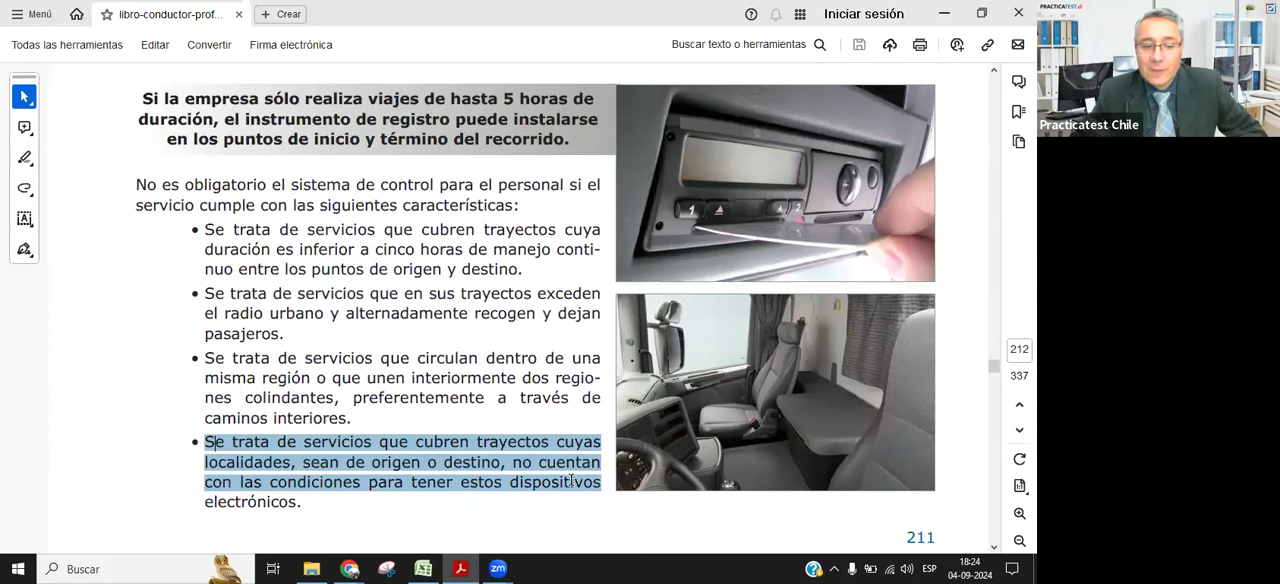 Menú
libro-conductor-prof...
Crear
Iniciar sesión
Todas las herramientas
Editar
Convertir
Firma electrónica
Buscar texto o herramientas
PRACTICATEST.cl
Practicatest Chile
Si la empresa sólo realiza viajes de hasta 5 horas de
duración, el instrumento de registro puede instalarse
en los puntos de inicio y término del recorrido.
No es obligatorio el sistema de control para el personal si el
servicio cumple con las siguientes características:
• Se trata de servicios que cubren trayectos cuya
duración es inferior a cinco horas de manejo conti-
nuo entre los puntos de origen y destino.
• Se trata de servicios que en sus trayectos exceden
el radio urbano y alternadamente recogen y dejan
pasajeros.
• Se trata de servicios que circulan dentro de una
misma región o que unen interiormente dos regio-
nes colindantes, preferentemente a través de
caminos interiores.
• Se trata de servicios que cubren trayectos cuyas
localidades, sean de origen o destino, no cuentan
con las condiciones para tener estos dispositivos
electrónicos.
1
2
211
212
337
Buscar
ESP
18:24
04-09-2024